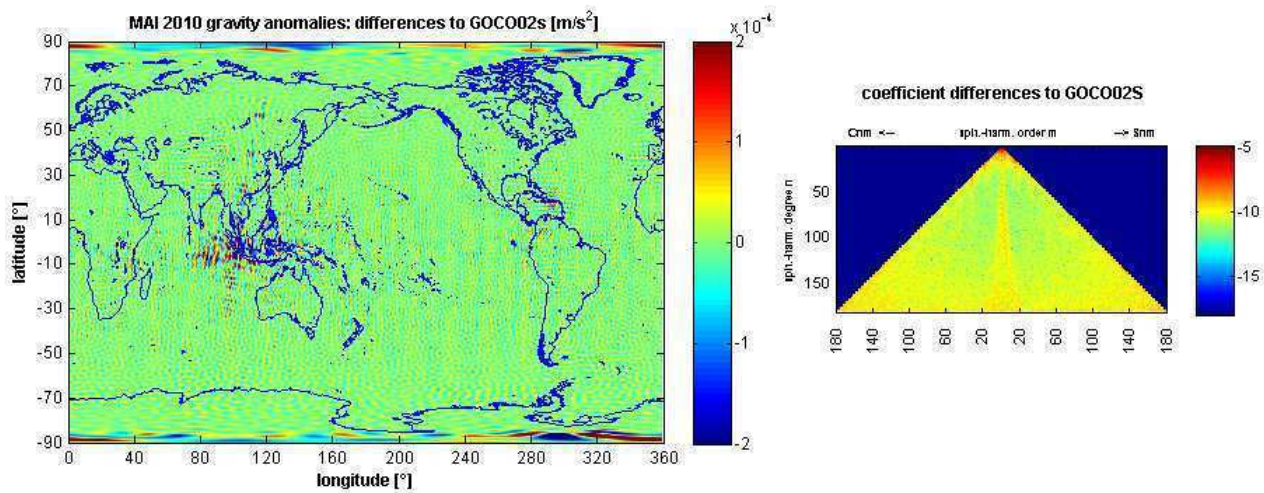 MAI 2010 gravity anomalies: differences to GOCO02s [m/s²]
x 10⁻⁴
90
70
50
30
10
-10
-30
-50
-70
-90
latitude [°]
0 40 80 120 160 200 240 280 320 360
longitude [°]
2
1
0
-1
-2
coefficient differences to GOCO02S
Cnm <-- sph.-harm. order m --> Snm
50
100
150
sph.-harm. degree n
180 140 100 60 20 20 60 100 140 180
-5
-10
-15